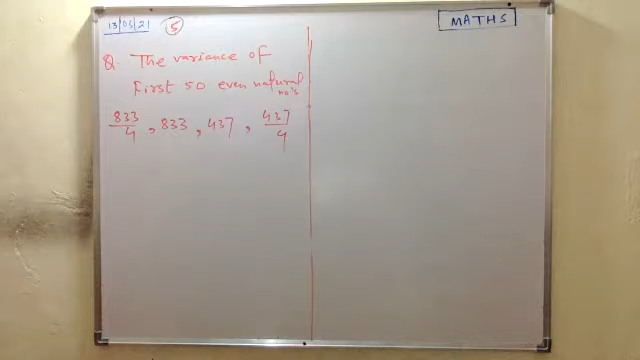 13/05/21 5
MATHS
Q. The variance of
First 50 even natural
no's
833/4, 833, 437, 437/4